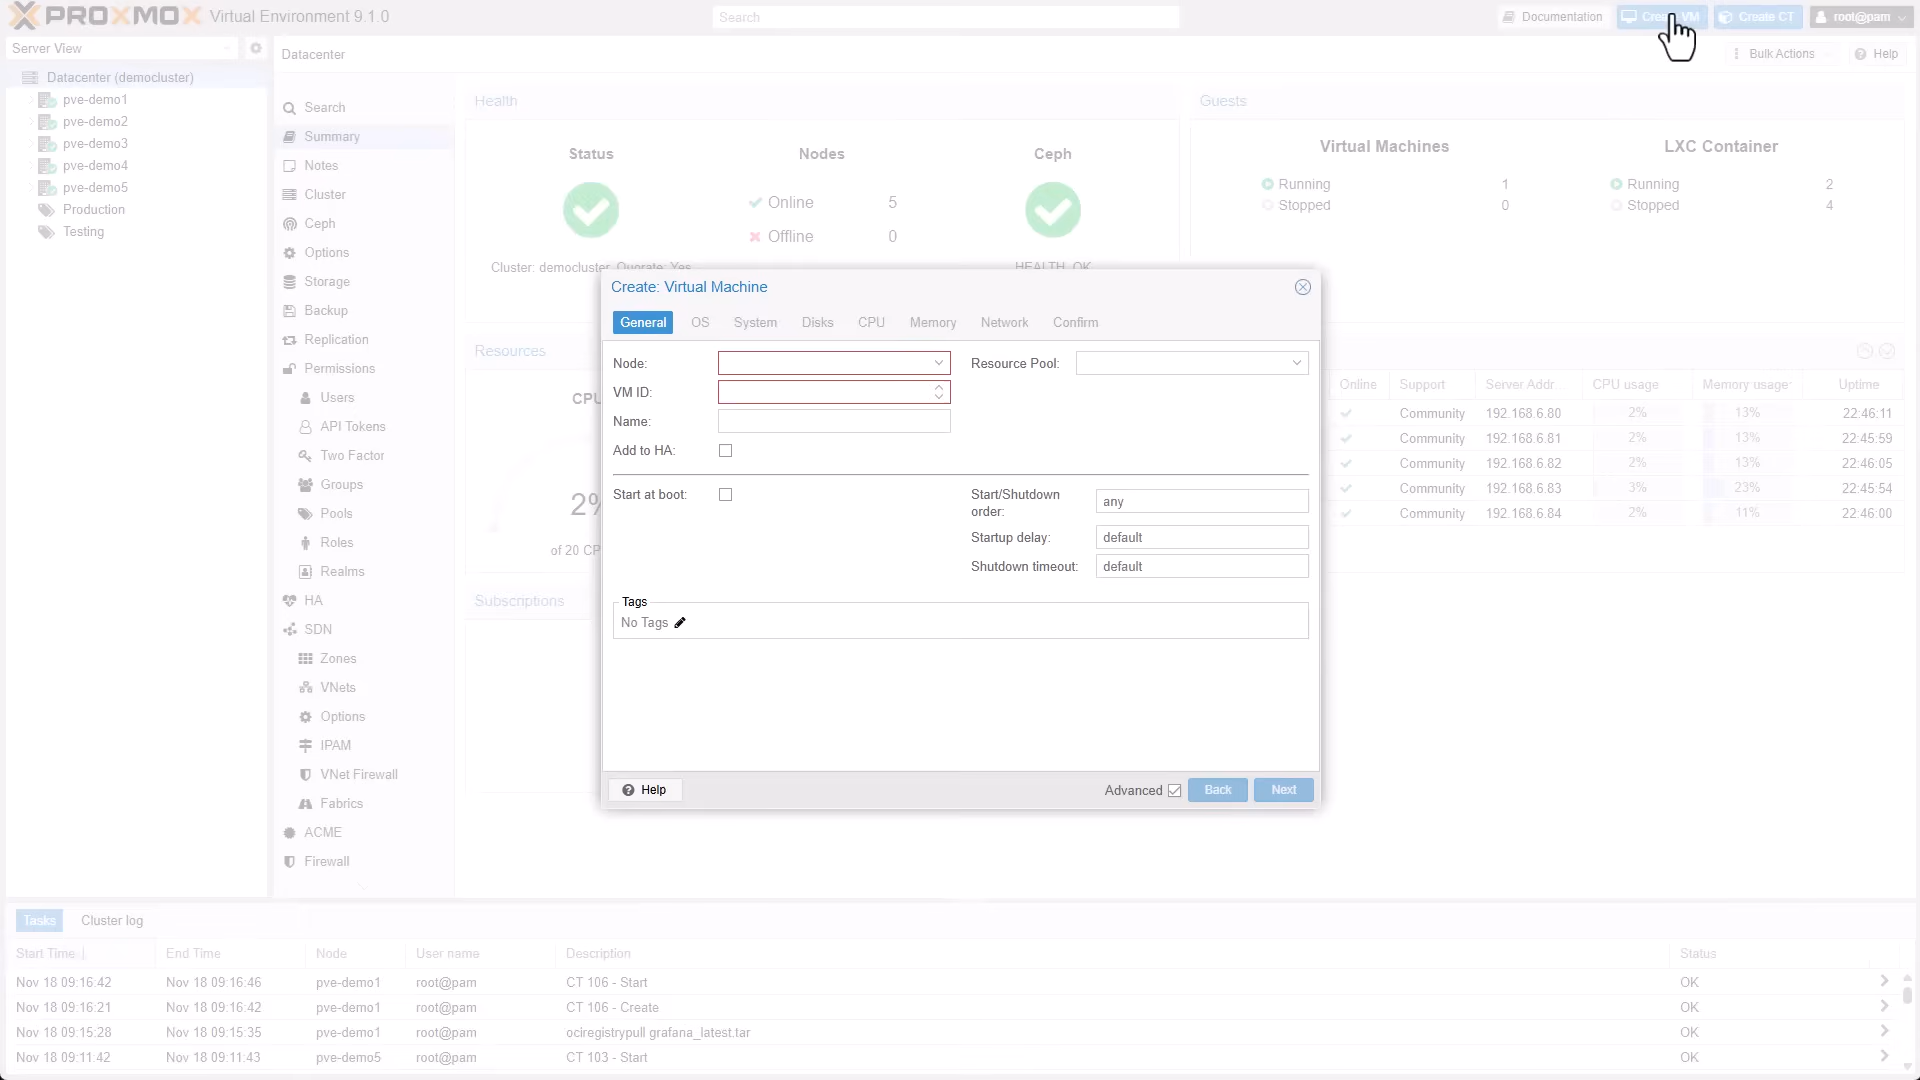 PROXMOX Virtual Environment 9.1.0
Search
Documentation
Create VM
Create CT
root@pam
Server View
Datacenter
Bulk Actions
Help
Datacenter (democluster)
pve-demo1
pve-demo2
pve-demo3
pve-demo4
pve-demo5
Production
Testing
Search
Summary
Notes
Cluster
Ceph
Options
Storage
Backup
Replication
Permissions
Users
API Tokens
Two Factor
Groups
Pools
Roles
Realms
HA
SDN
Zones
VNets
Options
IPAM
VNet Firewall
Fabrics
ACME
Firewall
Health
Status
Nodes
Ceph
Online 5
Offline 0
Cluster: democluster, Quorate: Yes
HEALTH_OK
Guests
Virtual Machines
LXC Container
Running 1
Stopped 0
Running 2
Stopped 4
Resources
CPU
2%
of 20 CP
Subscriptions
Online Support Server Addr CPU usage Memory usage Uptime
Community 192.168.6.80 2% 13% 22:46:11
Community 192.168.6.81 2% 13% 22:45:59
Community 192.168.6.82 2% 13% 22:46:05
Community 192.168.6.83 3% 23% 22:45:54
Community 192.168.6.84 2% 11% 22:46:00
Create: Virtual Machine
General OS System Disks CPU Memory Network Confirm
Node:
Resource Pool:
VM ID:
Name:
Add to HA:
Start at boot:
Start/Shutdown
order:
any
Startup delay: default
Shutdown timeout: default
Tags
No Tags
Help
Advanced
Back
Next
Tasks Cluster log
Start Time End Time Node User name Description Status
Nov 18 09:16:42 Nov 18 09:16:46 pve-demo1 root@pam CT 106 - Start OK
Nov 18 09:16:21 Nov 18 09:16:42 pve-demo1 root@pam CT 106 - Create OK
Nov 18 09:15:28 Nov 18 09:15:35 pve-demo1 root@pam ociregistrypull grafana_latest.tar OK
Nov 18 09:11:42 Nov 18 09:11:43 pve-demo5 root@pam CT 103 - Start OK